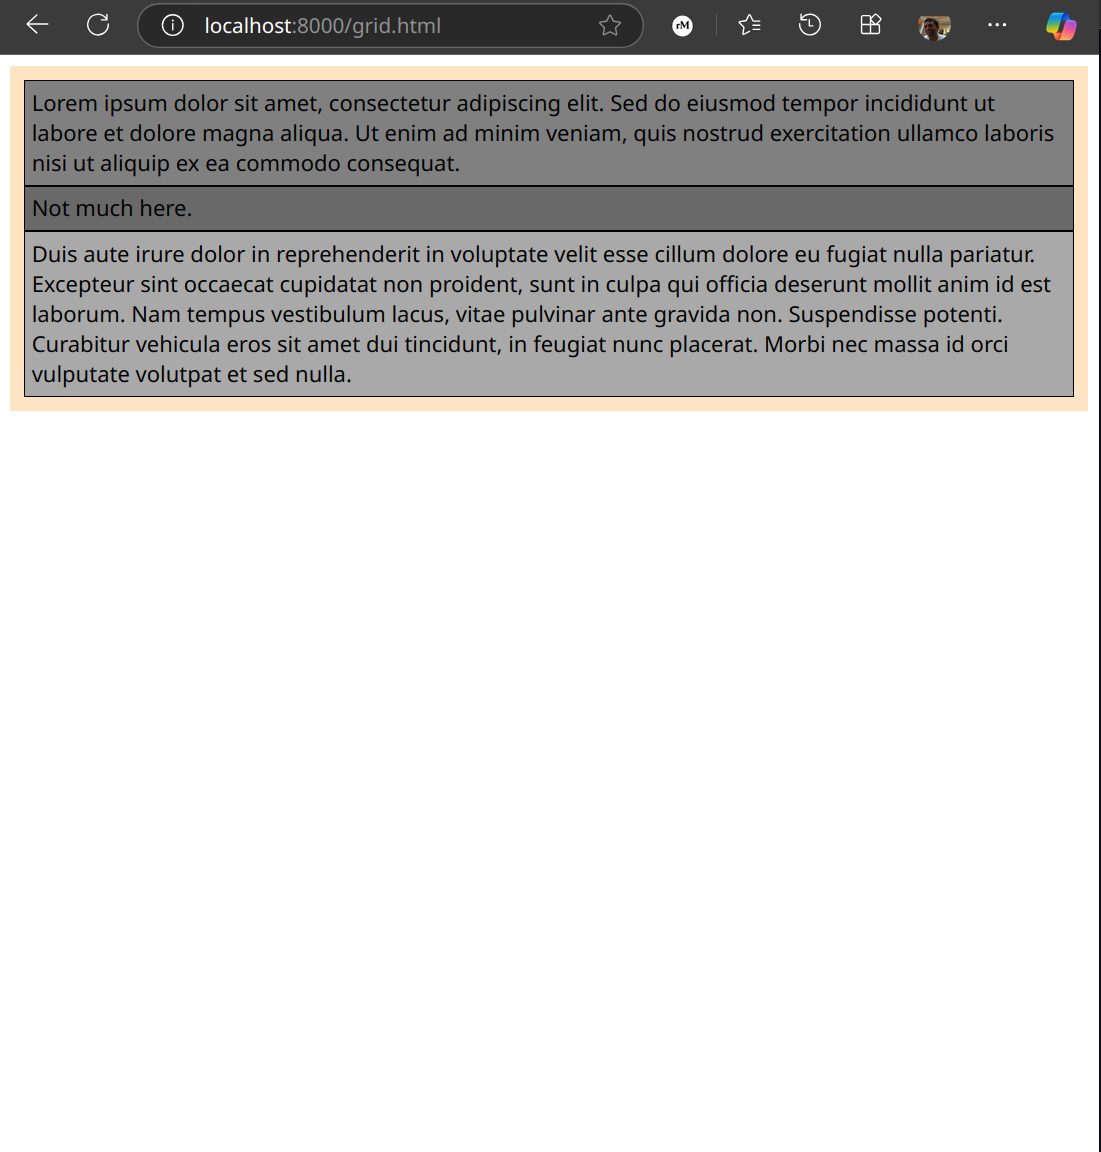 localhost:8000/grid.html
rM
Lorem ipsum dolor sit amet, consectetur adipiscing elit. Sed do eiusmod tempor incididunt ut
labore et dolore magna aliqua. Ut enim ad minim veniam, quis nostrud exercitation ullamco laboris
nisi ut aliquip ex ea commodo consequat.
Not much here.
Duis aute irure dolor in reprehenderit in voluptate velit esse cillum dolore eu fugiat nulla pariatur.
Excepteur sint occaecat cupidatat non proident, sunt in culpa qui officia deserunt mollit anim id est
laborum. Nam tempus vestibulum lacus, vitae pulvinar ante gravida non. Suspendisse potenti.
Curabitur vehicula eros sit amet dui tincidunt, in feugiat nunc placerat. Morbi nec massa id orci
vulputate volutpat et sed nulla.